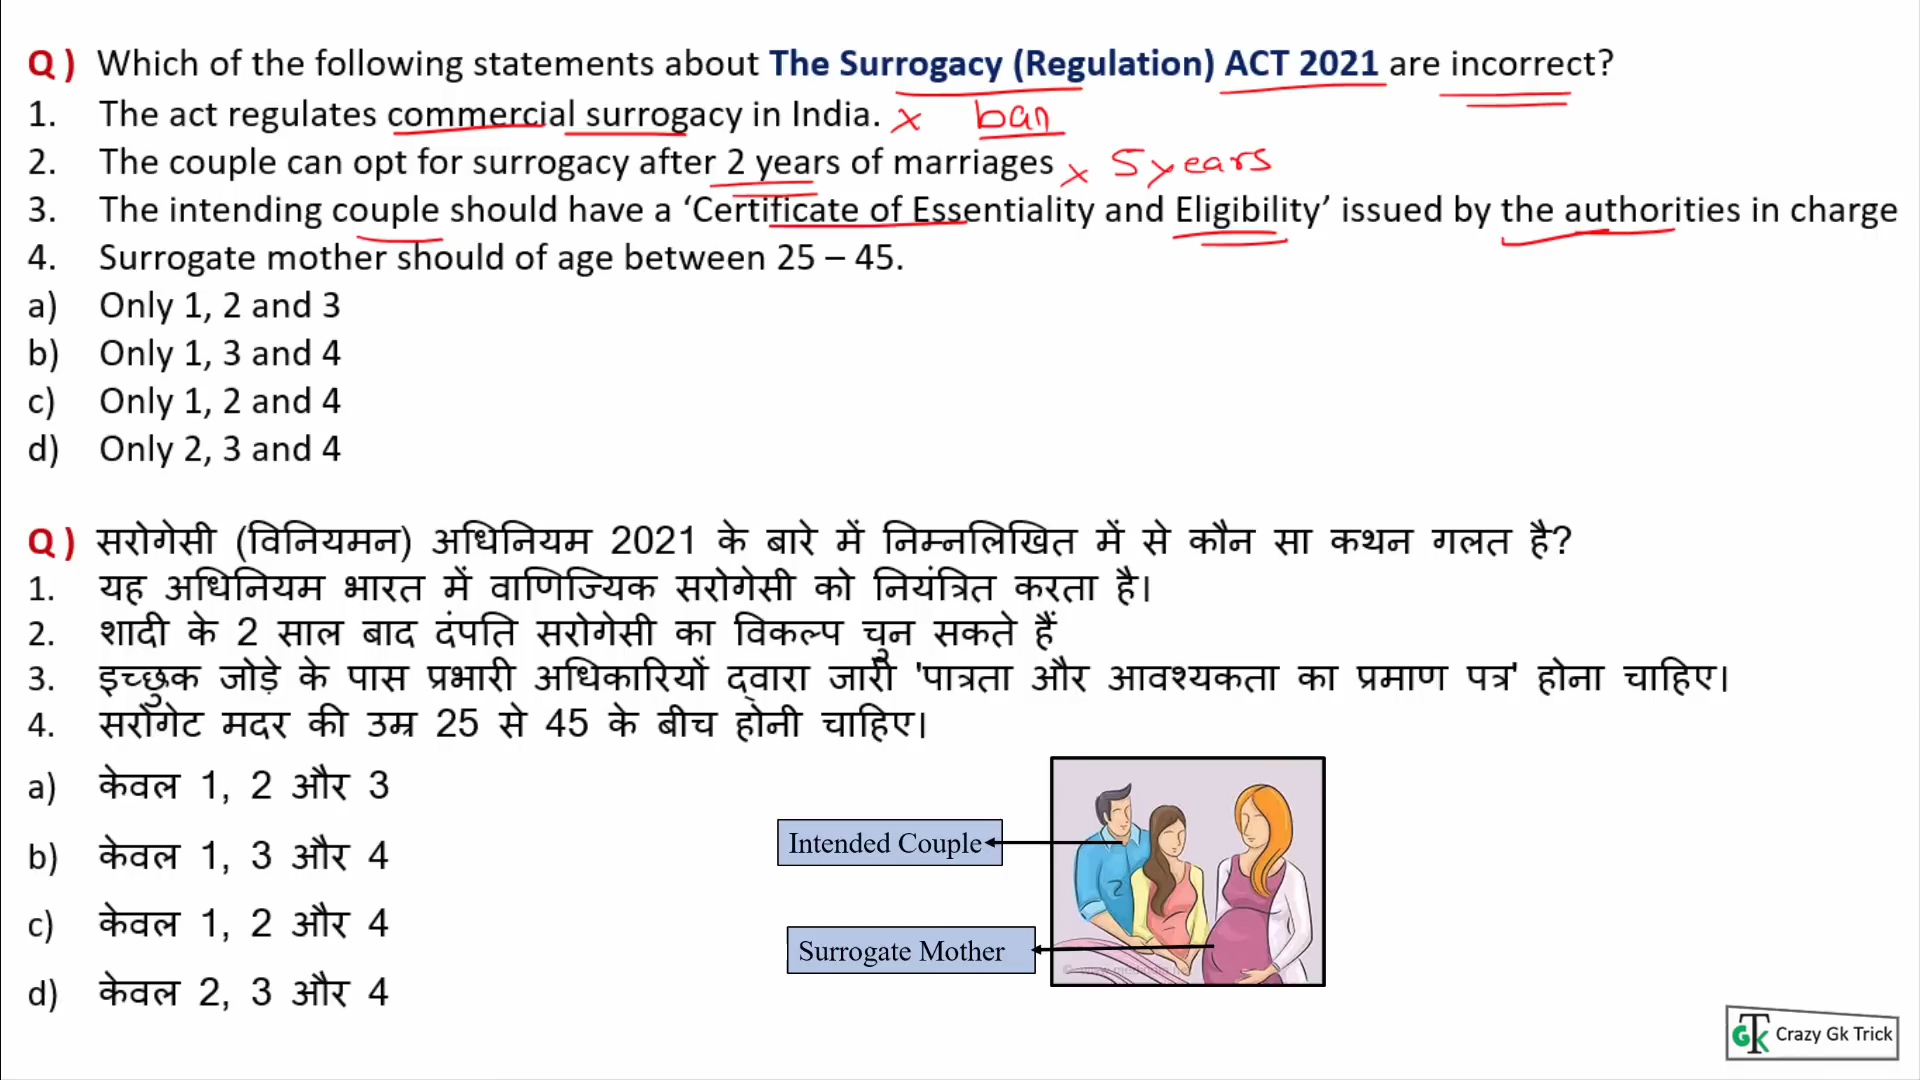 Q ) Which of the following statements about The Surrogacy (Regulation) ACT 2021 are incorrect?
1. The act regulates commercial surrogacy in India. × ban
2. The couple can opt for surrogacy after 2 years of marriages × 5 years
3. The intending couple should have a ‘Certificate of Essentiality and Eligibility’ issued by the authorities in charge
4. Surrogate mother should of age between 25 – 45.
a) Only 1, 2 and 3
b) Only 1, 3 and 4
c) Only 1, 2 and 4
d) Only 2, 3 and 4
Q ) सरोगेसी (विनियमन) अधिनियम 2021 के बारे में निम्नलिखित में से कौन सा कथन गलत है?
1. यह अधिनियम भारत में वाणिज्यिक सरोगेसी को नियंत्रित करता है।
2. शादी के 2 साल बाद दंपति सरोगेसी का विकल्प चुन सकते हैं
3. इच्छुक जोड़े के पास प्रभारी अधिकारियों द्वारा जारी 'पात्रता और आवश्यकता का प्रमाण पत्र' होना चाहिए।
4. सरोगेट मदर की उम्र 25 से 45 के बीच होनी चाहिए।
a) केवल 1, 2 और 3
b) केवल 1, 3 और 4
c) केवल 1, 2 और 4
d) केवल 2, 3 और 4
Intended Couple
Surrogate Mother
GTK Crazy Gk Trick